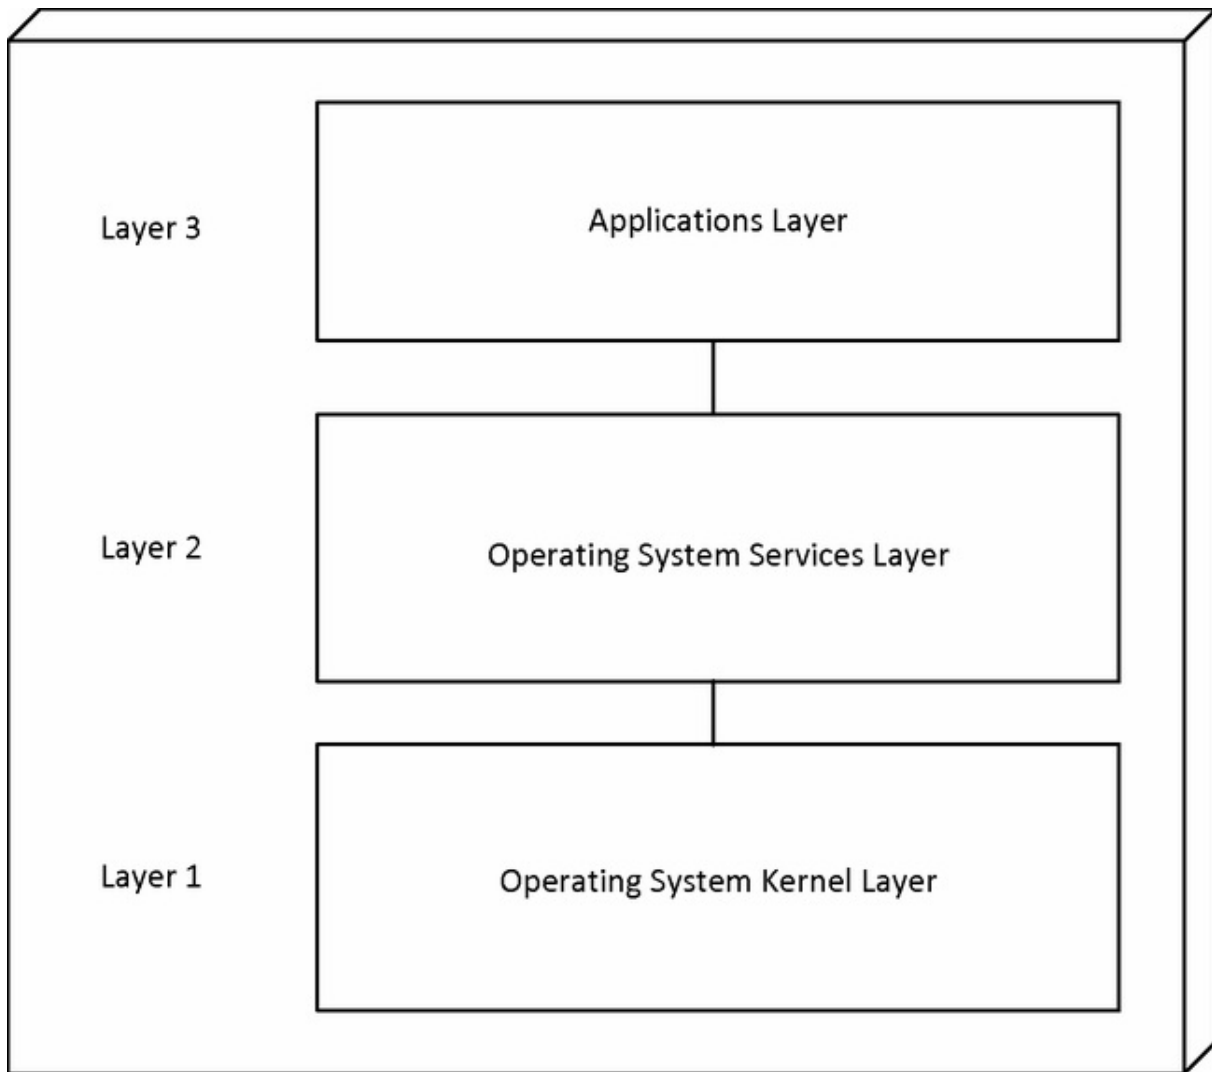 Layer 3
Applications Layer
Layer 2
Operating System Services Layer
Layer 1
Operating System Kernel Layer